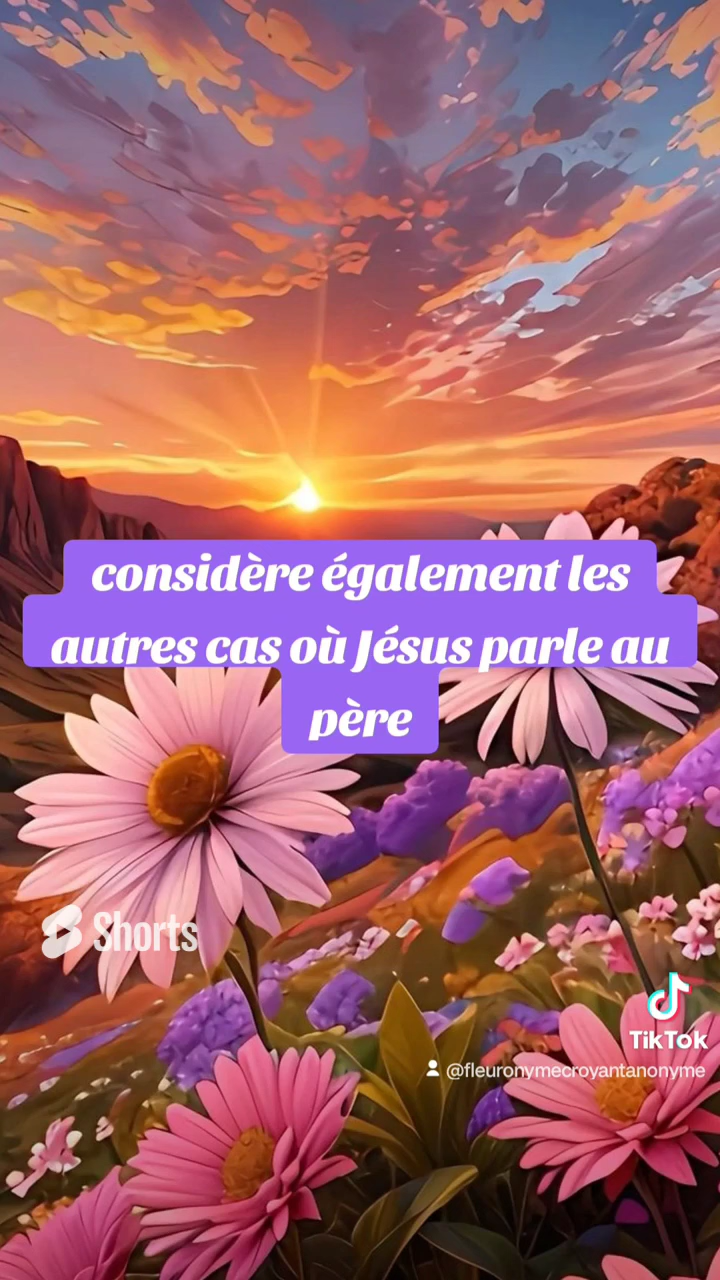 considère également les
autres cas où Jésus parle au
père
Shorts
TikTok
@fleuronymecroyantanonyme